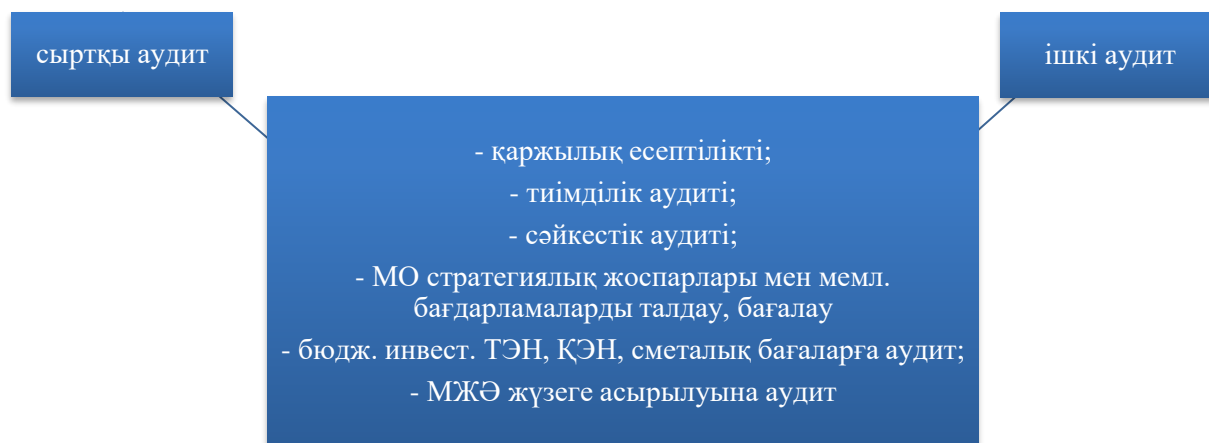 сыртқы аудит
ішкі аудит
- қаржылық есептілікті;
- тиімділік аудиті;
- сәйкестік аудиті;
- МО стратегиялық жоспарлары мен мемл.
бағдарламаларды талдау, бағалау
- бюдж. инвест. ТЭН, ҚЭН, сметалық бағаларға аудит;
- МЖӘ жүзеге асырылуына аудит